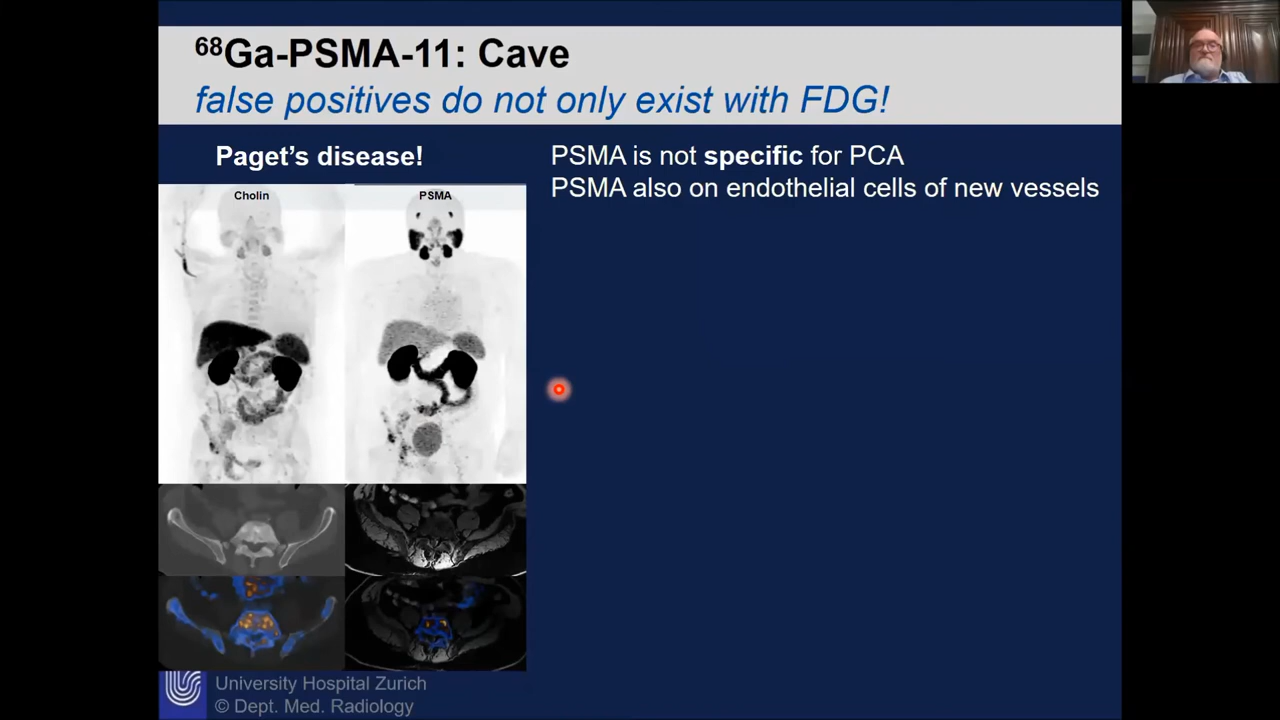 ⁶⁸Ga-PSMA-11: Cave
false positives do not only exist with FDG!
Paget's disease!
Cholin
PSMA
PSMA is not specific for PCA
PSMA also on endothelial cells of new vessels
University Hospital Zurich
© Dept. Med. Radiology